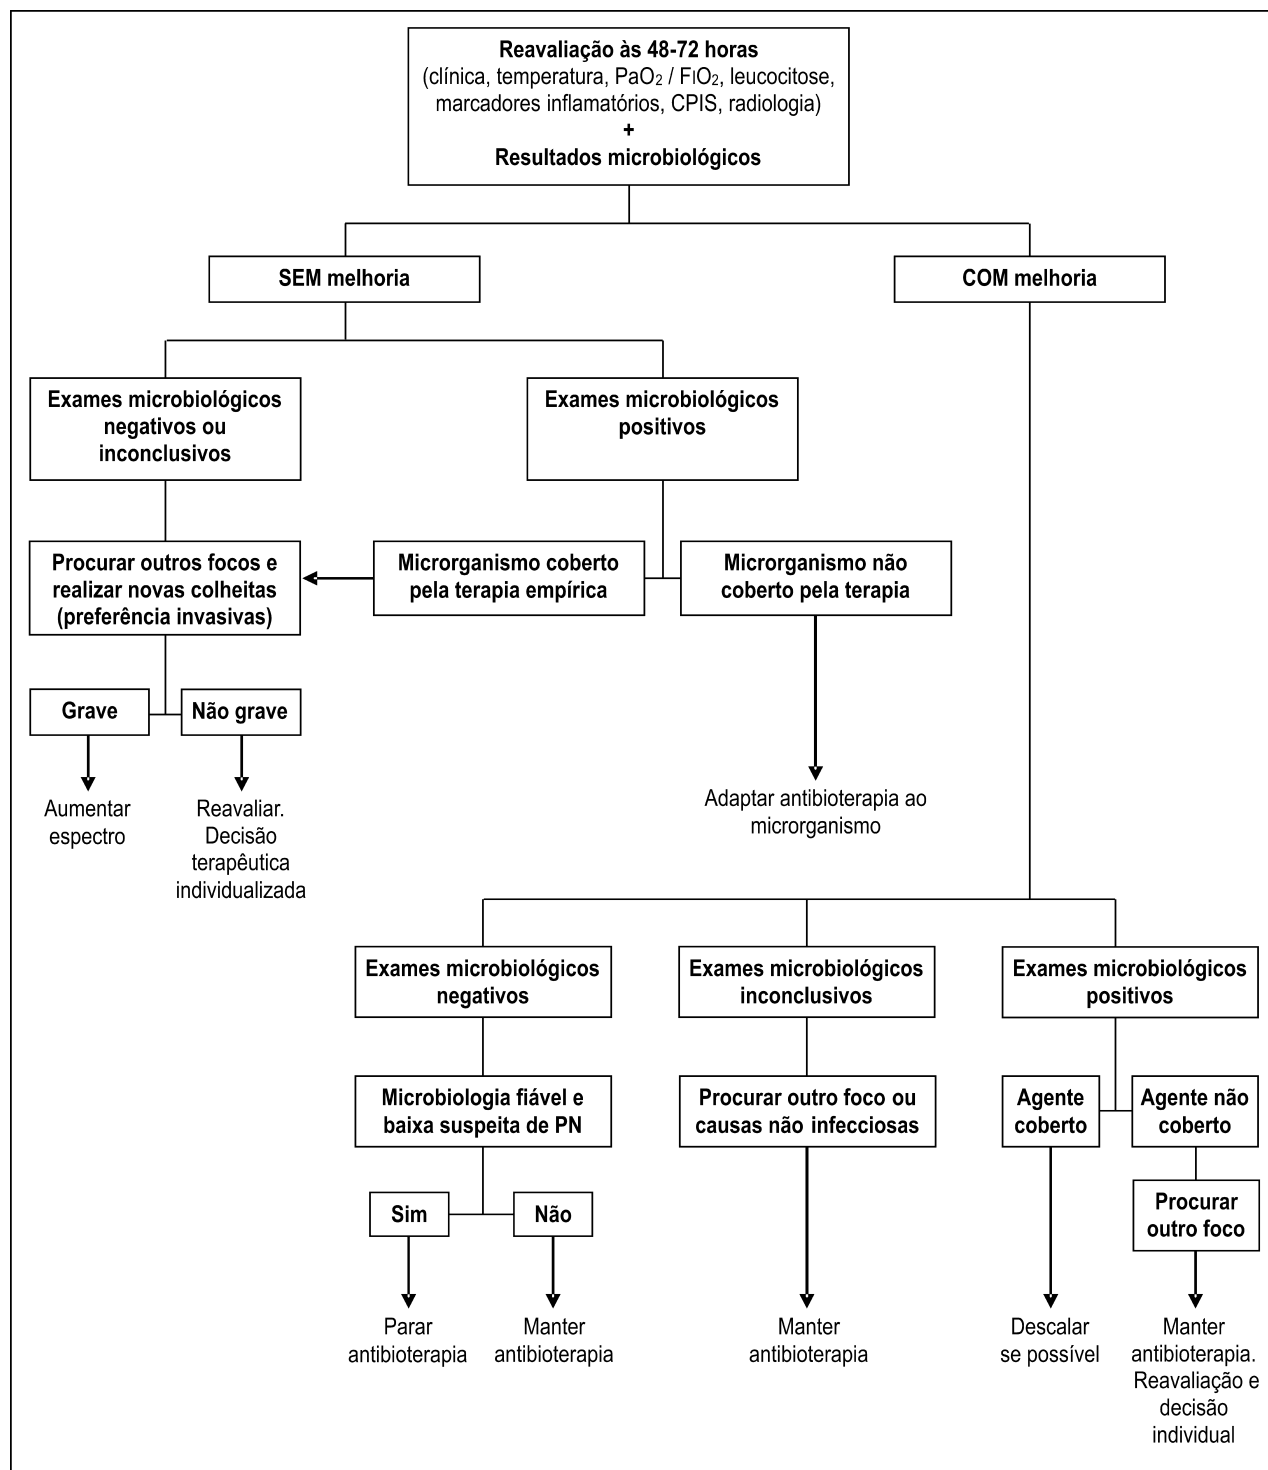 Reavaliação às 48-72 horas
(clínica, temperatura, PaO2 / FIO2, leucocitose,
marcadores inflamatórios, CPIS, radiologia)
+
Resultados microbiológicos
SEM melhoria
COM melhoria
Exames microbiológicos
negativos ou
inconclusivos
Exames microbiológicos
positivos
Procurar outros focos e
realizar novas colheitas
(preferência invasivas)
Microrganismo coberto
pela terapia empírica
Microrganismo não
coberto pela terapia
Grave
Não grave
Aumentar
espectro
Reavaliar.
Decisão
terapêutica
individualizada
Adaptar antibioterapia ao
microrganismo
Exames microbiológicos
negativos
Exames microbiológicos
inconclusivos
Exames microbiológicos
positivos
Microbiologia fiável e
baixa suspeita de PN
Procurar outro foco ou
causas não infecciosas
Agente
coberto
Agente não
coberto
Sim
Não
Procurar
outro foco
Parar
antibioterapia
Manter
antibioterapia
Manter
antibioterapia
Descalar
se possível
Manter
antibioterapia.
Reavaliação e
decisão
individual